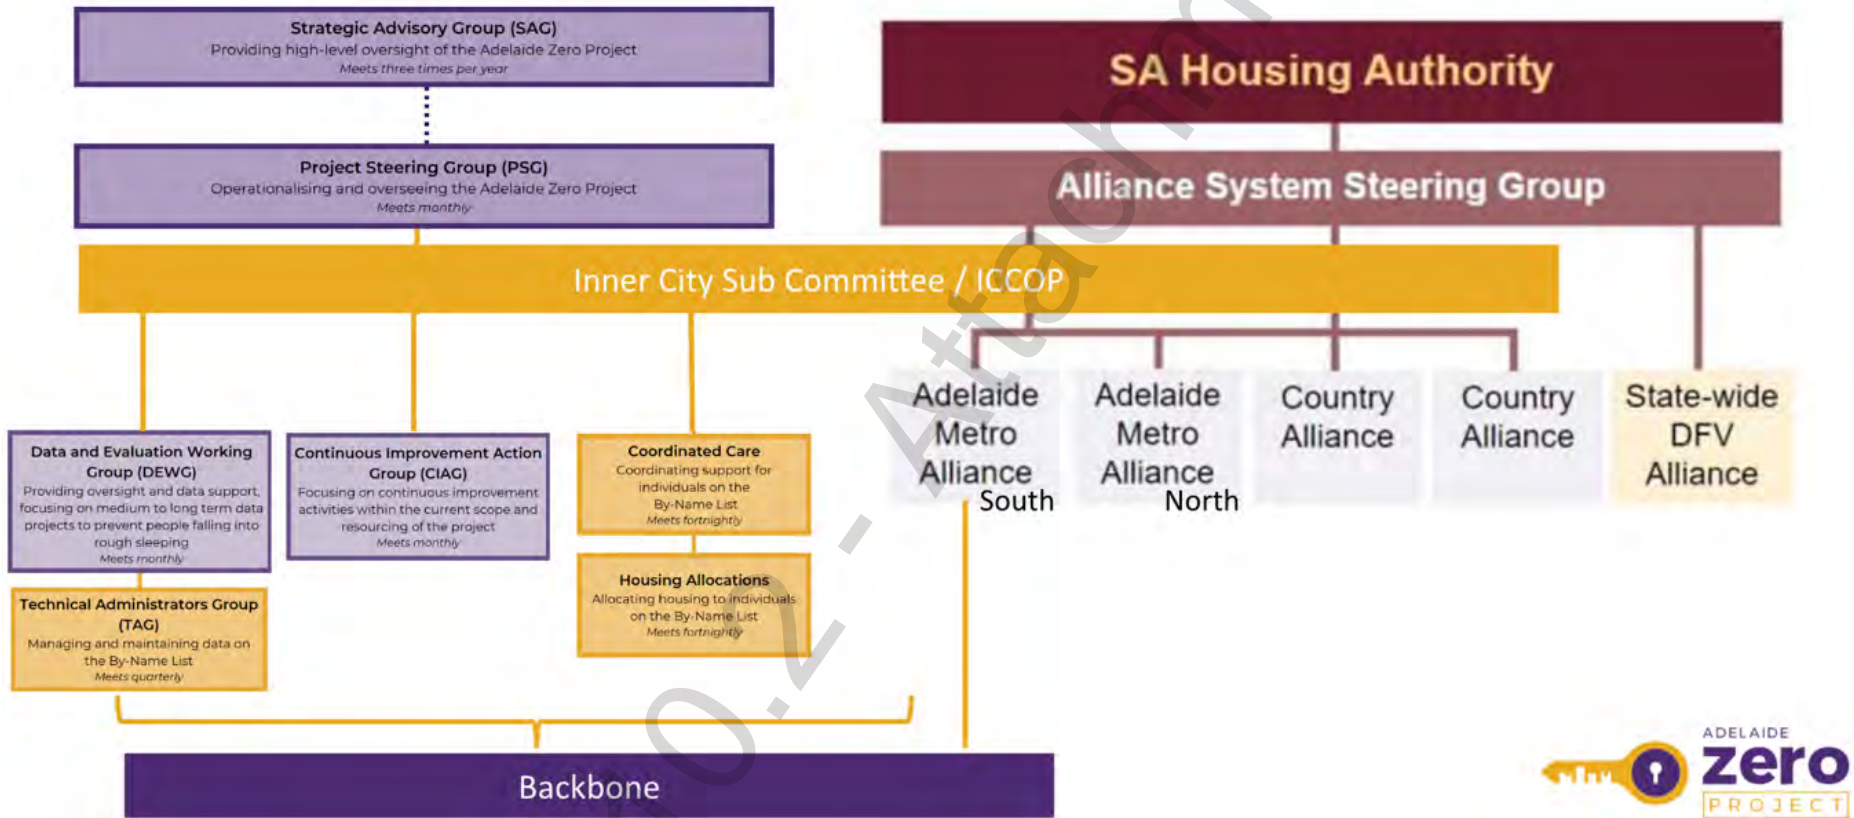 Strategic Advisory Group (SAG)
Providing high-level oversight of the Adelaide Zero Project
Meets three times per year
Project Steering Group (PSG)
Operationalising and overseeing the Adelaide Zero Project
Meets monthly
SA Housing Authority
Alliance System Steering Group
Inner City Sub Committee / ICCOP
Data and Evaluation Working
Group (DEWG)
Providing oversight and data support,
focusing on medium to long term data
projects to prevent people falling into
rough sleeping
Meets monthly
Technical Administrators Group
(TAG)
Managing and maintaining data on
the By-Name List
Meets quarterly
Continuous Improvement Action
Group (CIAG)
Focusing on continuous improvement
activities within the current scope and
resourcing of the project
Meets monthly
Coordinated Care
Coordinating support for
individuals on the
By-Name List
Meets fortnightly
Housing Allocations
Allocating housing to individuals
on the By-Name List
Meets fortnightly
Adelaide
Metro
Alliance
South
Adelaide
Metro
Alliance
North
Country
Alliance
Country
Alliance
State-wide
DFV
Alliance
Backbone
ADELAIDE
zero
PROJECT
10.2 - Attachm